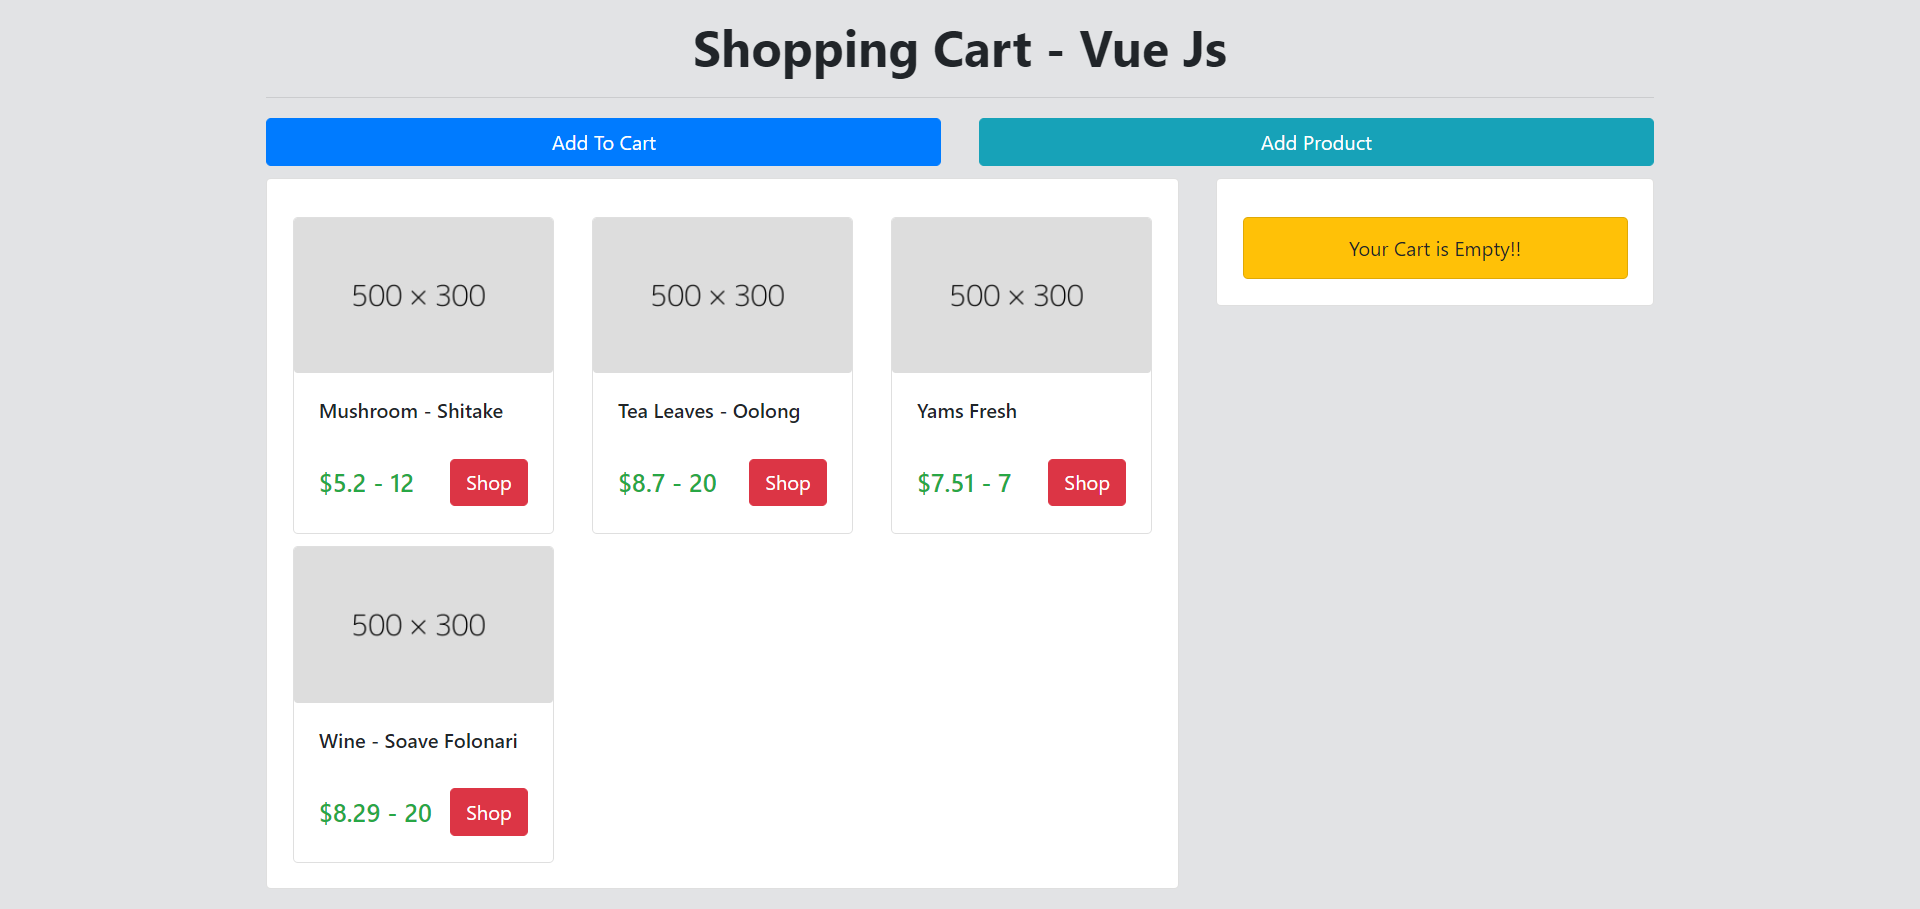 Shopping Cart - Vue Js
Add To Cart
Add Product
500 × 300
500 × 300
500 × 300
Mushroom - Shitake
Tea Leaves - Oolong
Yams Fresh
$5.2 - 12
Shop
$8.7 - 20
Shop
$7.51 - 7
Shop
500 × 300
Wine - Soave Folonari
$8.29 - 20
Shop
Your Cart is Empty!!